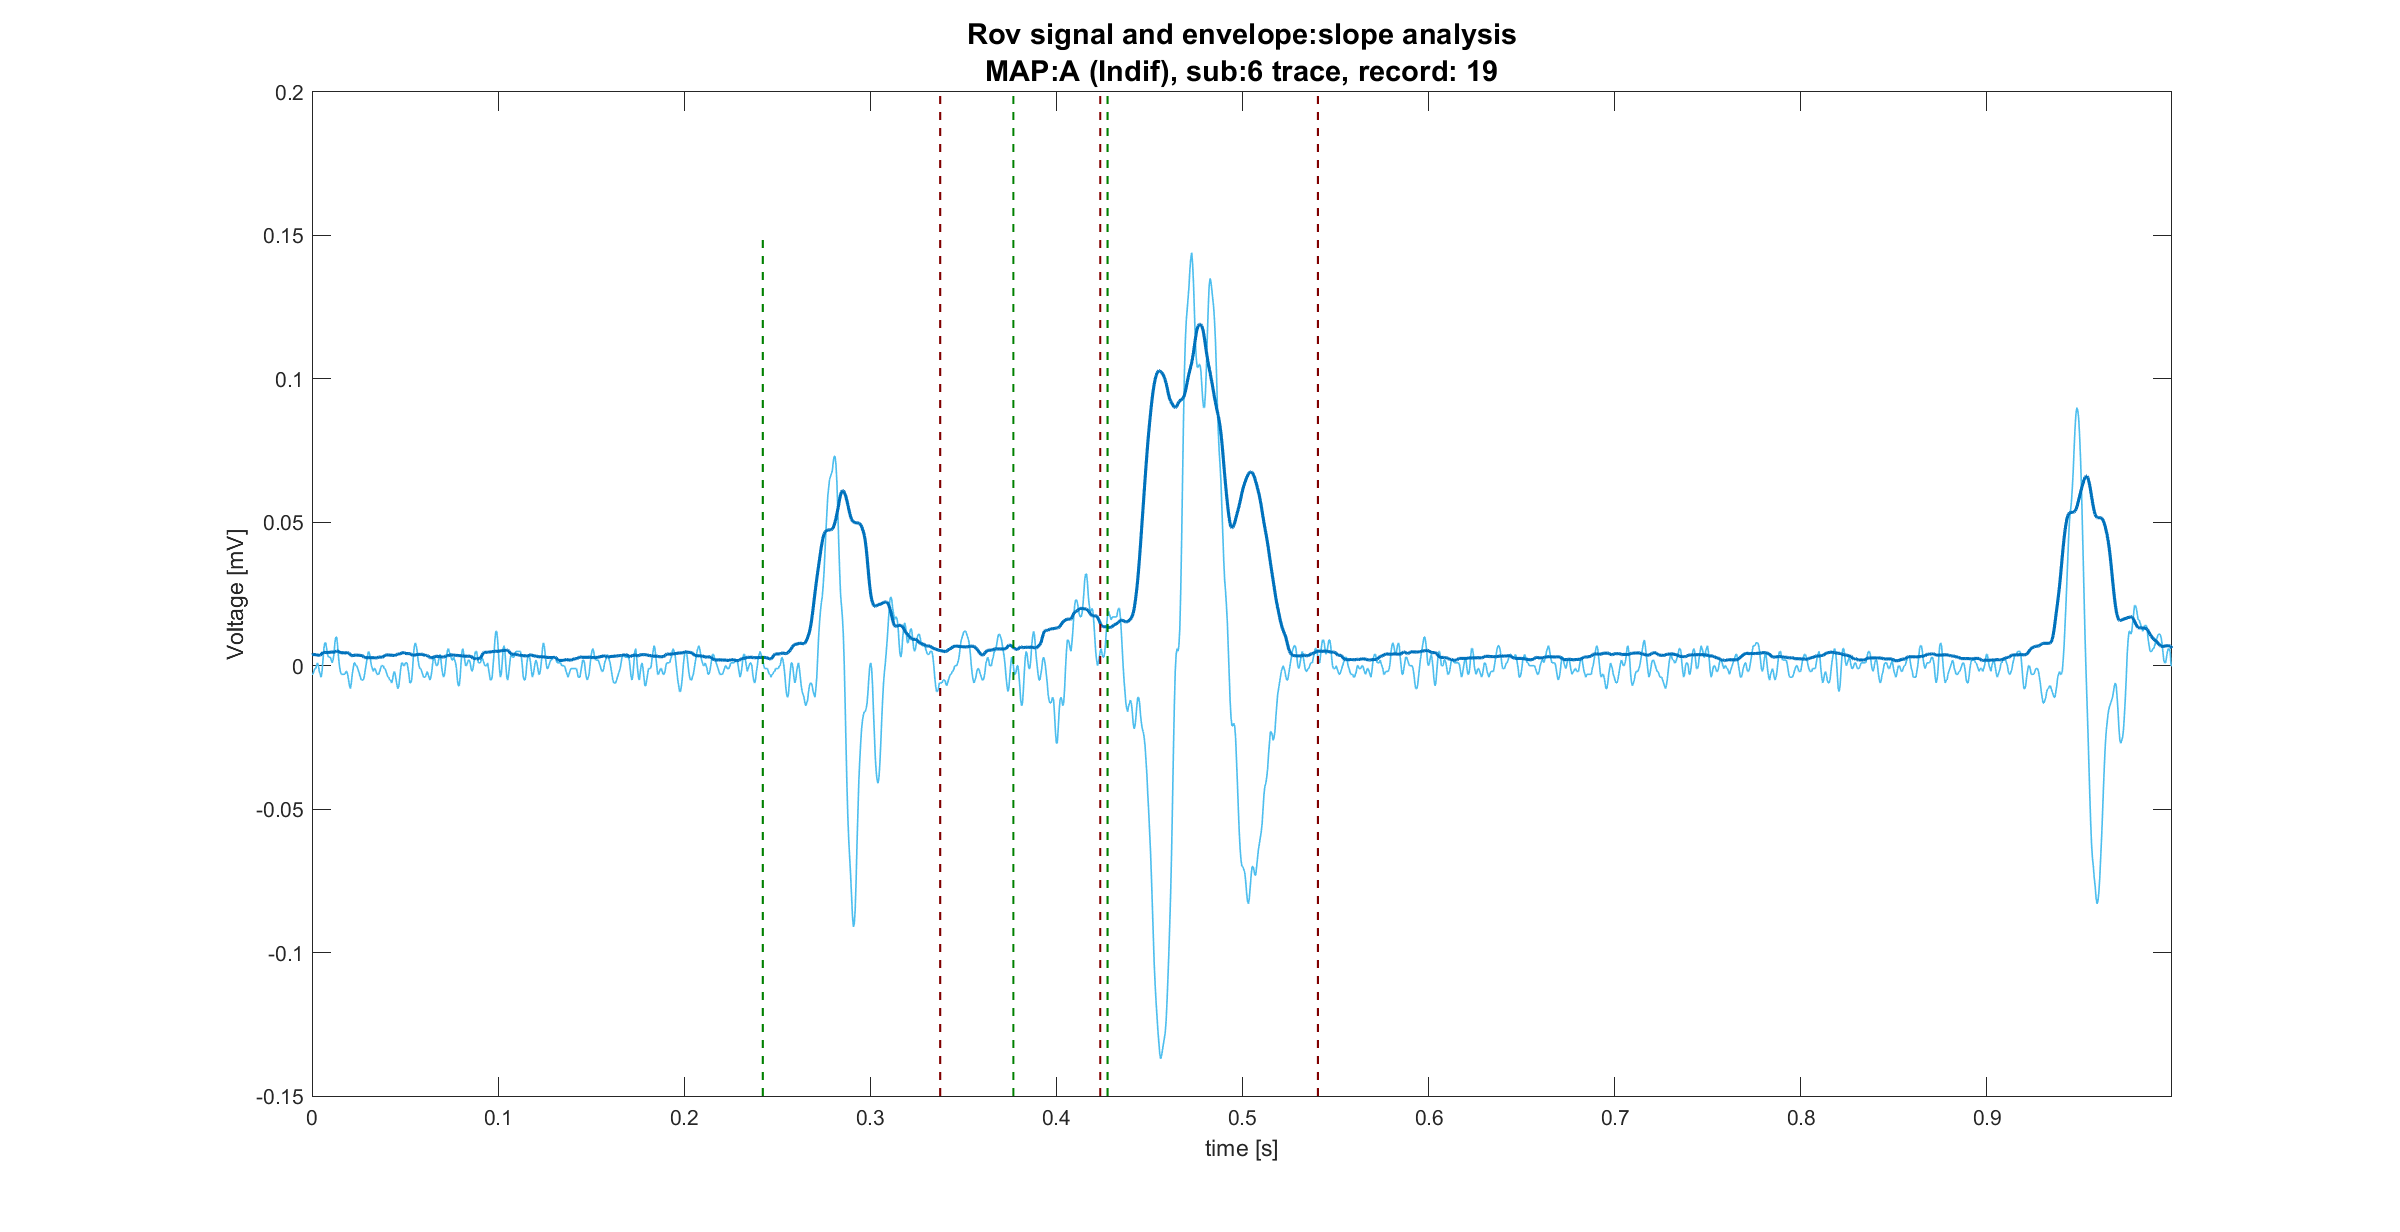 Rov signal and envelope:slope analysis
MAP:A (Indif), sub:6 trace, record: 19
0.2
0.15
0.1
0.05
0
-0.05
-0.1
-0.15
Voltage [mV]
0 0.1 0.2 0.3 0.4 0.5 0.6 0.7 0.8 0.9
time [s]